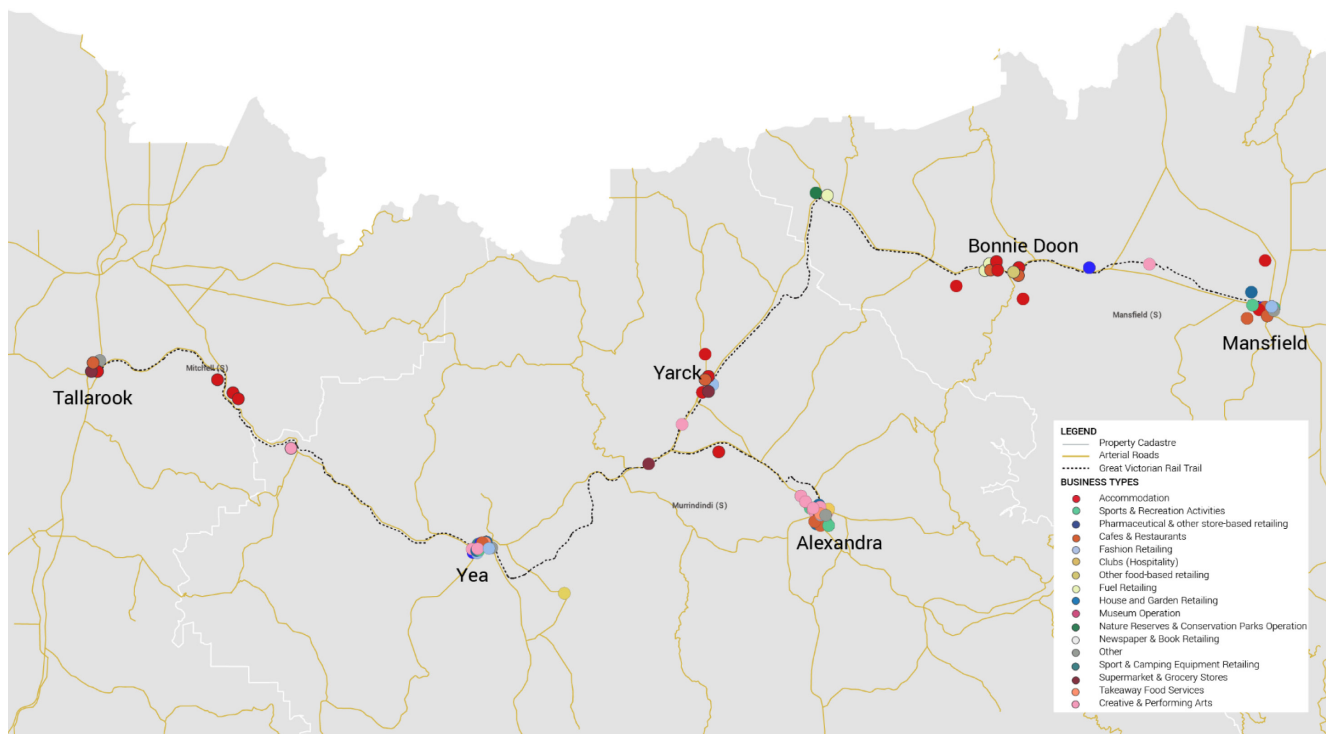 Bonnie Doon
Mansfield (S)
Mansfield
Mitchell (S)
Yarck
Tallarook
Murrindindi (S)
Alexandra
Yea
LEGEND
Property Cadastre
Arterial Roads
Great Victorian Rail Trail
BUSINESS TYPES
Accommodation
Sports & Recreation Activities
Pharmaceutical & other store-based retailing
Cafes & Restaurants
Fashion Retailing
Clubs (Hospitality)
Other food-based retailing
Fuel Retailing
House and Garden Retailing
Museum Operation
Nature Reserves & Conservation Parks Operation
Newspaper & Book Retailing
Other
Sport & Camping Equipment Retailing
Supermarket & Grocery Stores
Takeaway Food Services
Creative & Performing Arts